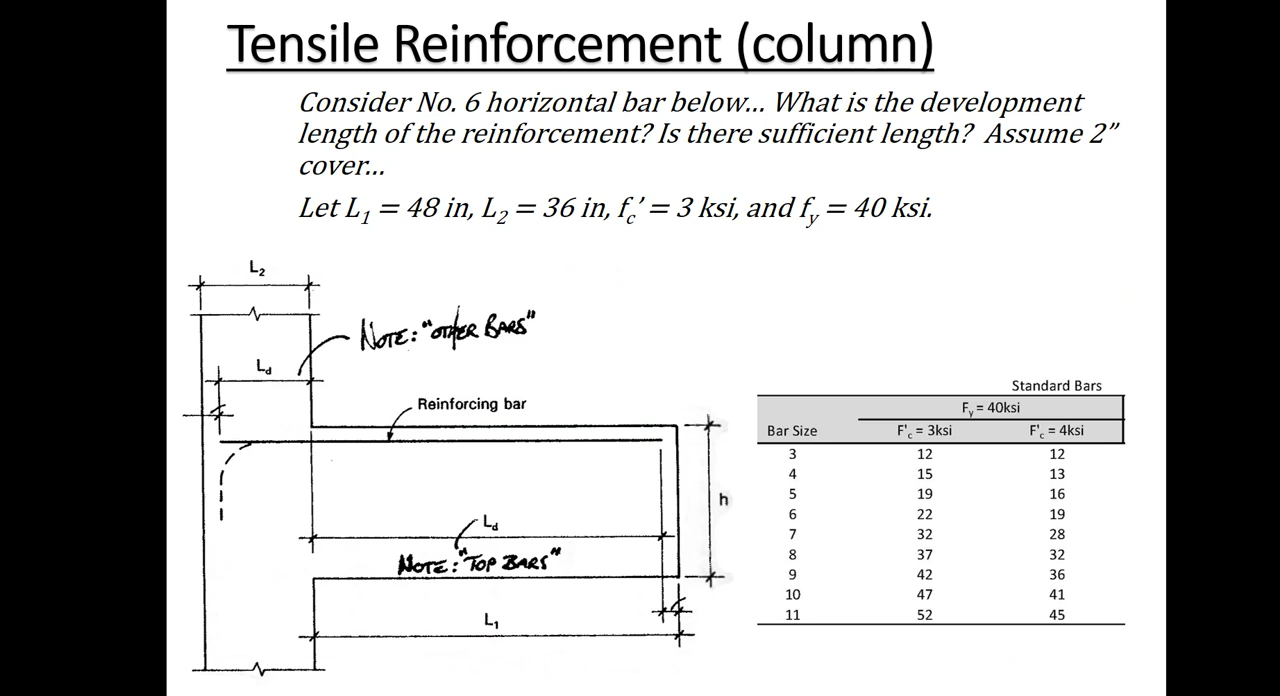 Tensile Reinforcement (column)
Consider No. 6 horizontal bar below... What is the development
length of the reinforcement? Is there sufficient length? Assume 2”
cover...
Let L₁ = 48 in, L₂ = 36 in, f꜀’ = 3 ksi, and fᵧ = 40 ksi.
L₂
NOTE: "OTHER BARS"
Ld
Reinforcing bar
h
Ld
NOTE: "TOP BARS"
L₁
Standard Bars
Fy = 40ksi
Bar Size F'c = 3ksi F'c = 4ksi
3 12 12
4 15 13
5 19 16
6 22 19
7 32 28
8 37 32
9 42 36
10 47 41
11 52 45